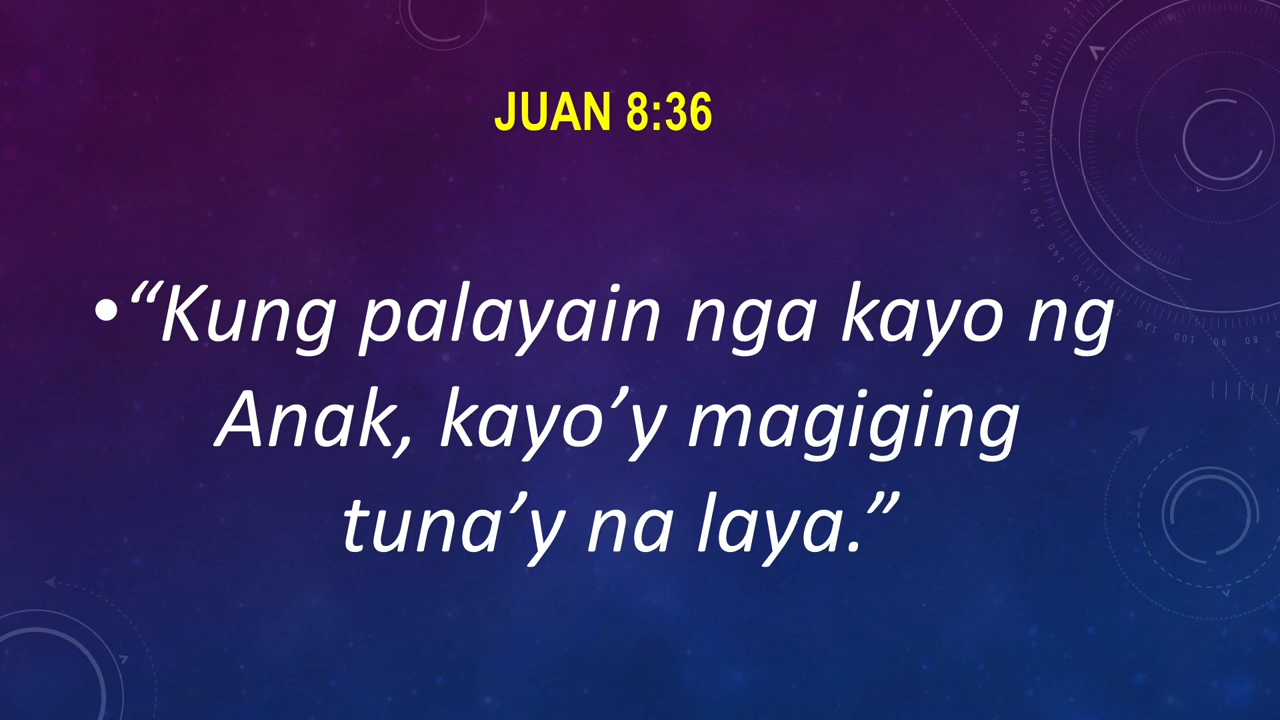 JUAN 8:36
•“Kung palayain nga kayo ng
Anak, kayo’y magiging
tuna’y na laya.”